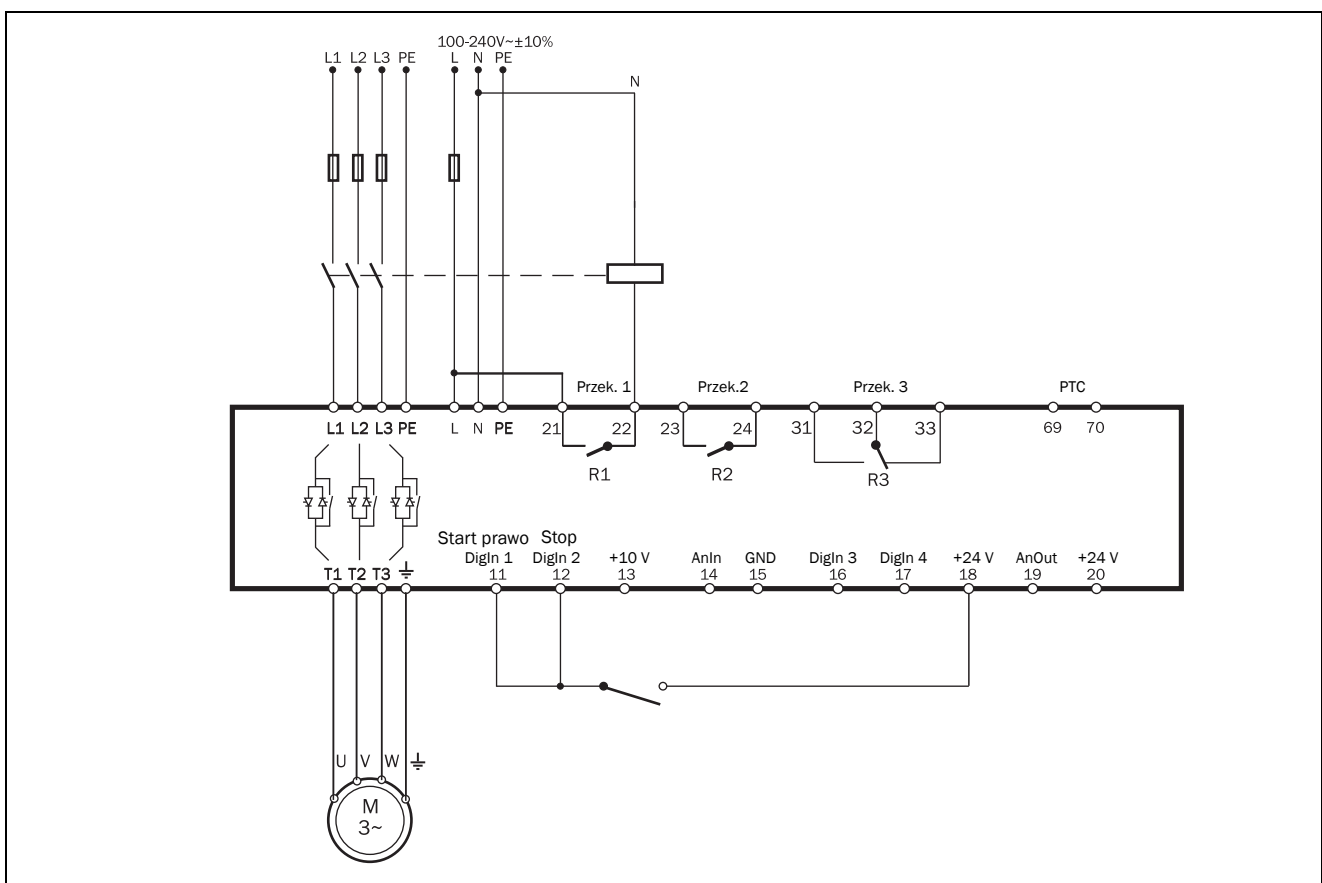 100-240V~±10%
L1 L2 L3 PE L N PE
N
Przek. 1 Przek.2 Przek. 3 PTC
L1 L2 L3 PE L N PE 21 22 23 24 31 32 33 69 70
R1 R2 R3
Start prawo Stop
DigIn 1 DigIn 2 +10 V AnIn GND DigIn 3 DigIn 4 +24 V AnOut +24 V
T1 T2 T3 11 12 13 14 15 16 17 18 19 20
U V W
M
3~